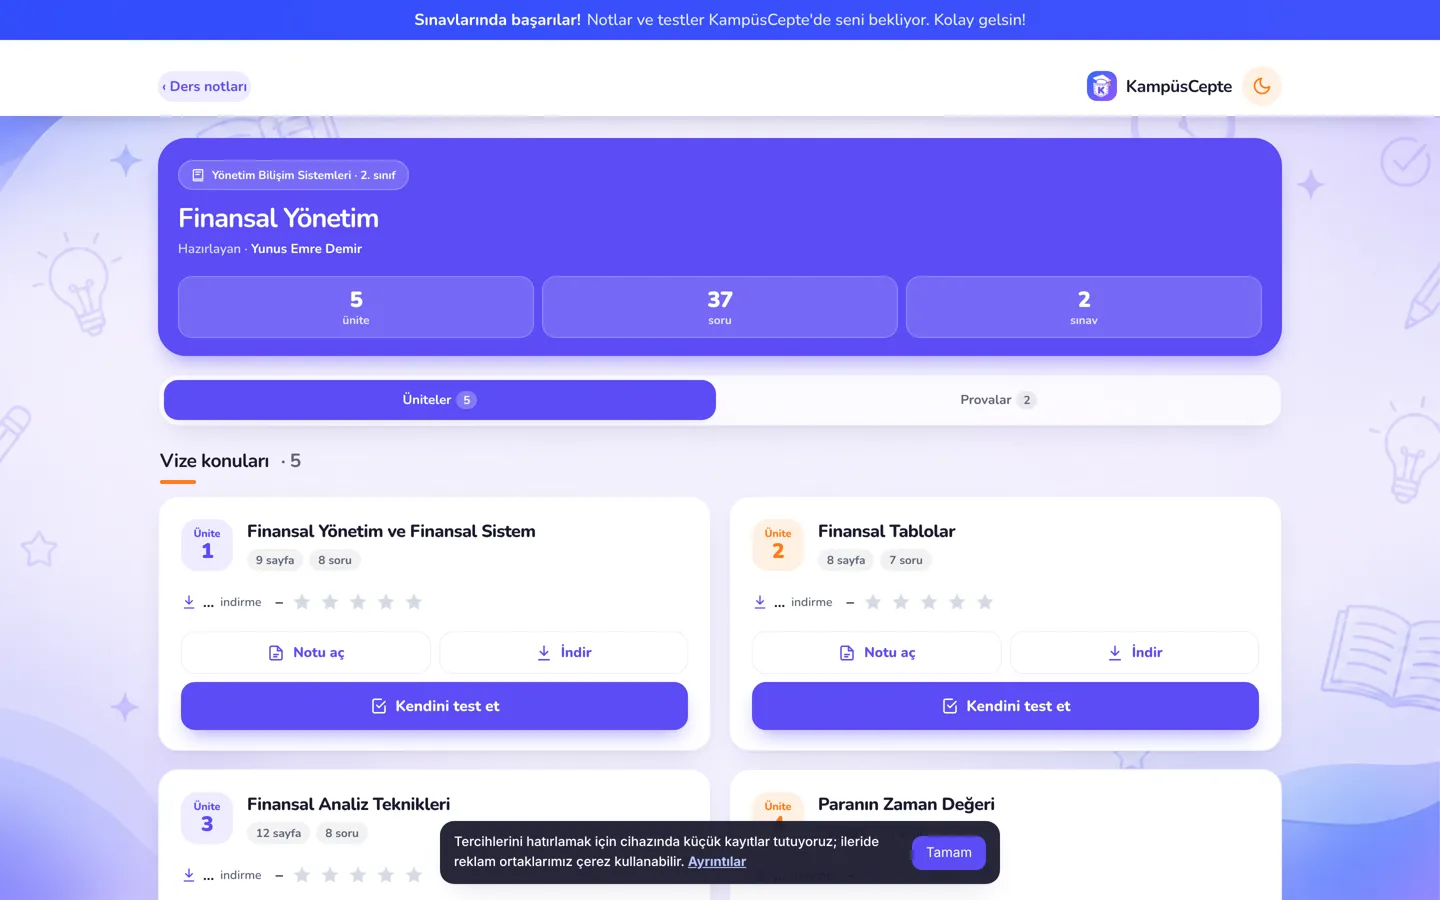 Sınavlarında başarılar! Notlar ve testler KampüsCepte'de seni bekliyor. Kolay gelsin!
‹ Ders notları
KampüsCepte
Yönetim Bilişim Sistemleri · 2. sınıf
Finansal Yönetim
Hazırlayan · Yunus Emre Demir
5
ünite
37
soru
2
sınav
Üniteler 5
Provalar 2
Vize konuları · 5
Ünite
1
Finansal Yönetim ve Finansal Sistem
9 sayfa
8 soru
... indirme –
Notu aç
İndir
Kendini test et
Ünite
2
Finansal Tablolar
8 sayfa
7 soru
... indirme –
Notu aç
İndir
Kendini test et
Ünite
3
Finansal Analiz Teknikleri
12 sayfa
8 soru
... indirme –
Ünite
4
Paranın Zaman Değeri
Tercihlerini hatırlamak için cihazında küçük kayıtlar tutuyoruz; ileride
reklam ortaklarımız çerez kullanabilir. Ayrıntılar
Tamam